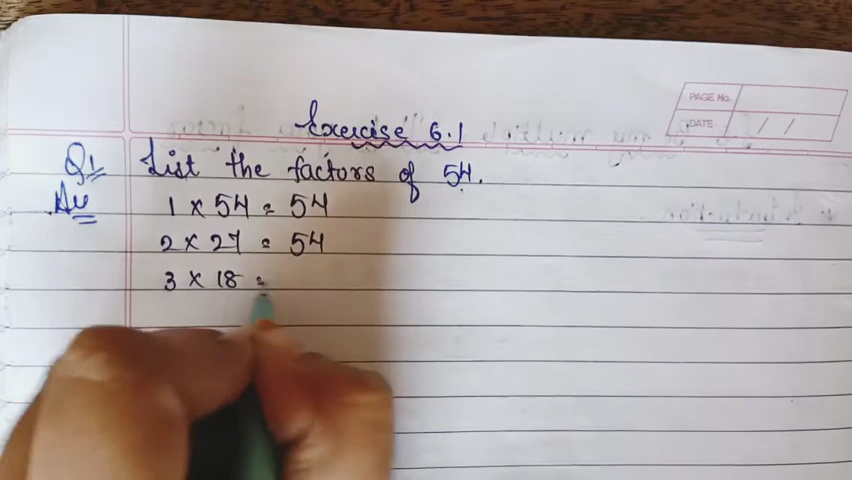 PAGE No.
DATE / /
Exercise 6.1
Q1 List the factors of 54.
Ans 1 × 54 = 54
2 × 27 = 54
3 × 18 =